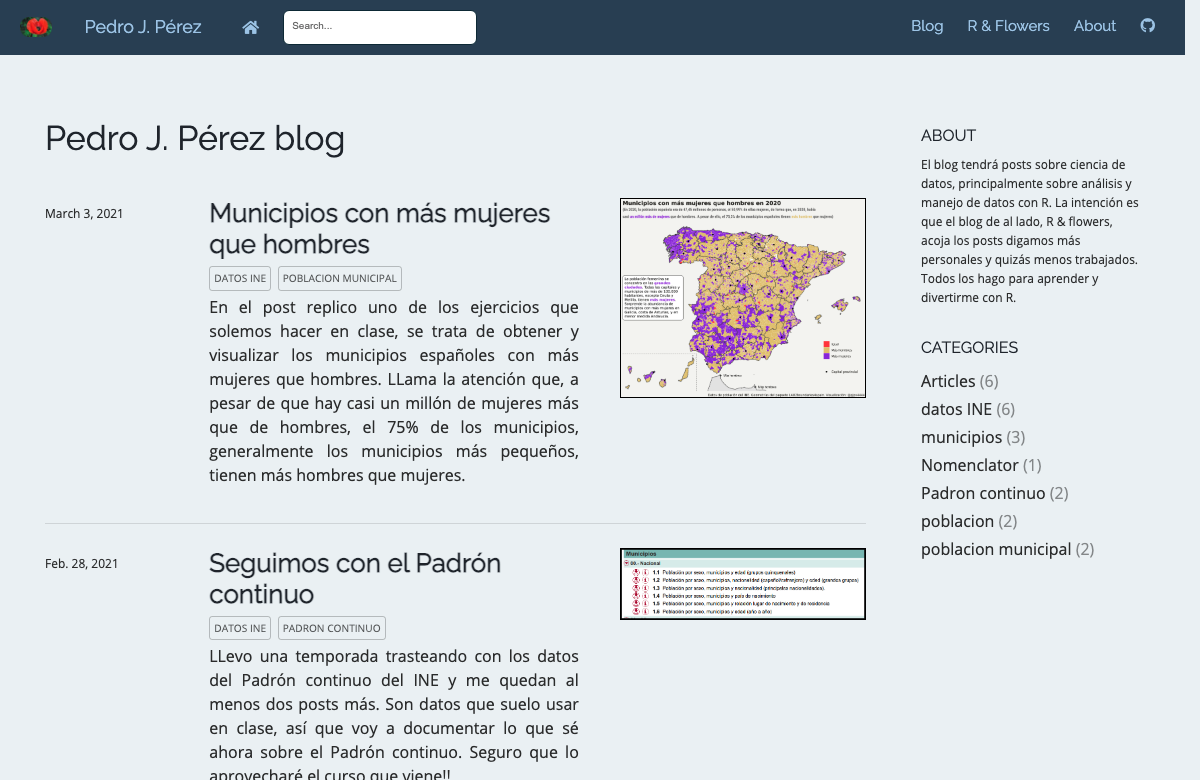 Pedro J. Pérez
Search...
Blog
R & Flowers
About
Pedro J. Pérez blog
March 3, 2021
Municipios con más mujeres
que hombres
DATOS INE
POBLACION MUNICIPAL
En el post replico uno de los ejercicios que
solemos hacer en clase, se trata de obtener y
visualizar los municipios españoles con más
mujeres que hombres. LLama la atención que, a
pesar de que hay casi un millón de mujeres más
que de hombres, el 75% de los municipios,
generalmente los municipios más pequeños,
tienen más hombres que mujeres.
Municipios con más mujeres que hombres en 2020
Capital provincial
Feb. 28, 2021
Seguimos con el Padrón
continuo
DATOS INE
PADRON CONTINUO
LLevo una temporada trasteando con los datos
del Padrón continuo del INE y me quedan al
menos dos posts más. Son datos que suelo usar
en clase, así que voy a documentar lo que sé
ahora sobre el Padrón continuo. Seguro que lo
aprovecharé el curso que viene!!
Municipios
00.- Nacional
1.1 Población por sexo, municipios y edad (grupos quinquenales)
1.2 Población por sexo, municipios, nacionalidad (español/extranjero) y edad (grandes grupos)
1.3 Población por sexo, municipios y nacionalidad (principales nacionalidades).
1.4 Población por sexo, municipios y país de nacimiento
1.5 Población por sexo, municipios y relación lugar de nacimiento y de residencia
1.6 Población por sexo, municipios y edad (año a año)
ABOUT
El blog tendrá posts sobre ciencia de
datos, principalmente sobre análisis y
manejo de datos con R. La idea es
que el blog de al lado, R & Flowers,
acoja los posts digamos más
personales y quizás menos trabajados.
Todos los hago para aprender y
divertirme con R.
CATEGORIES
Articles (6)
datos INE (6)
municipios (3)
Nomenclator (1)
Padron continuo (2)
poblacion (2)
poblacion municipal (2)